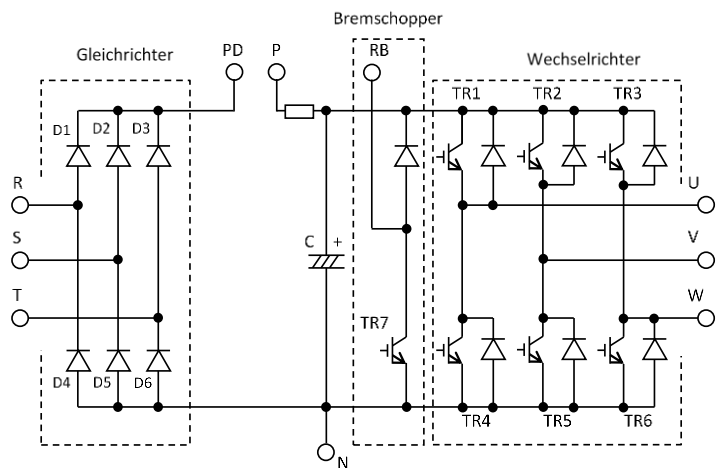 Bremschopper
Gleichrichter
PD
P
RB
Wechselrichter
TR1
TR2
TR3
D1
D2
D3
R
U
S
V
C
+
T
W
TR7
D4
D5
D6
TR4
TR5
TR6
N